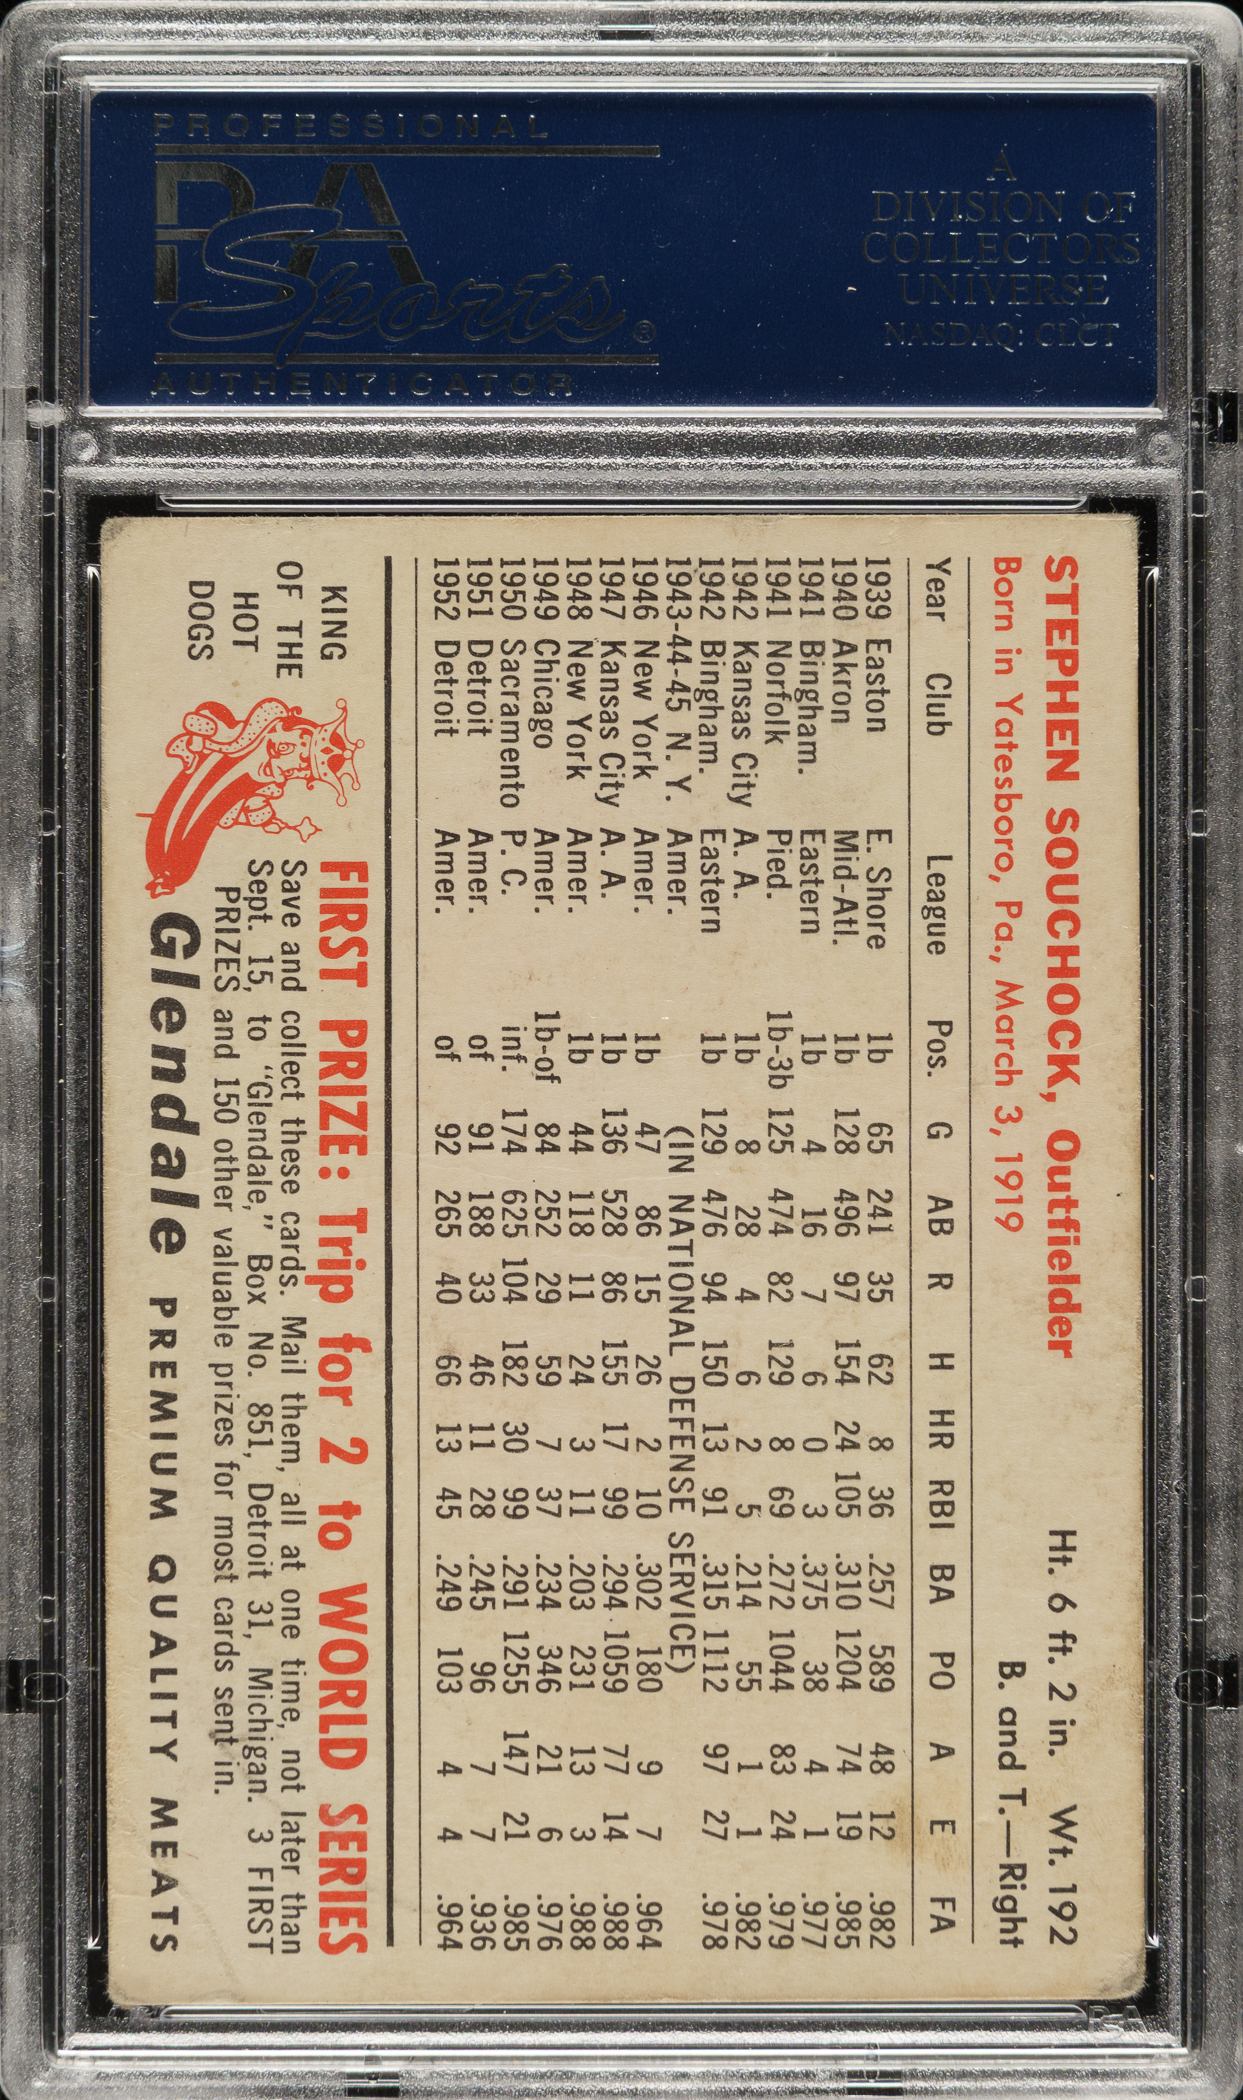 PROFESSIONAL
PSA
Sports®
AUTHENTICATOR
A
DIVISION OF
COLLECTORS
UNIVERSE
NASDAQ: CLCT
STEPHEN SOUCHOCK, Outfielder Ht. 6 ft. 2 in. Wt. 192
Born in Yatesboro, Pa., March 3, 1919 B. and T.—Right
Year Club League Pos. G AB R H HR RBI BA PO A E FA
1939 Easton E. Shore 1b 65 241 35 62 8 36 .257 589 48 12 .982
1940 Akron Mid-Atl. 1b 128 496 97 154 24 105 .310 1204 74 19 .985
1941 Bingham. Eastern 1b 4 16 7 6 0 3 .375 38 4 1 .977
1941 Norfolk Pied. 1b-3b 125 474 82 129 8 69 .272 1044 83 24 .979
1942 Kansas City A. A. 1b 8 28 4 6 2 5 .214 55 1 1 .982
1942 Bingham. Eastern 1b 129 476 94 150 13 91 .315 1112 97 27 .978
1943-44-45 N. Y. Amer. (IN NATIONAL DEFENSE SERVICE)
1946 New York Amer. 1b 47 86 15 26 2 10 .302 180 9 7 .964
1947 Kansas City A. A. 1b 136 528 86 155 17 99 .294 1059 77 14 .988
1948 New York Amer. 1b 44 118 11 24 3 11 .203 231 13 3 .988
1949 Chicago Amer. 1b-of 84 252 29 59 7 37 .234 346 21 6 .976
1950 Sacramento P. C. inf. 174 625 104 182 30 99 .291 1255 147 21 .985
1951 Detroit Amer. of 91 188 33 46 11 28 .245 96 7 7 .936
1952 Detroit Amer. of 92 265 40 66 13 45 .249 103 4 4 .964
KING
OF THE
HOT
DOGS
FIRST PRIZE: Trip for 2 to WORLD SERIES
Save and collect these cards. Mail them, all at one time, not later than
Sept. 15, to "Glendale," Box No. 851, Detroit 31, Michigan. 3 FIRST
PRIZES and 150 other valuable prizes for most cards sent in.
Glendale PREMIUM QUALITY MEATS